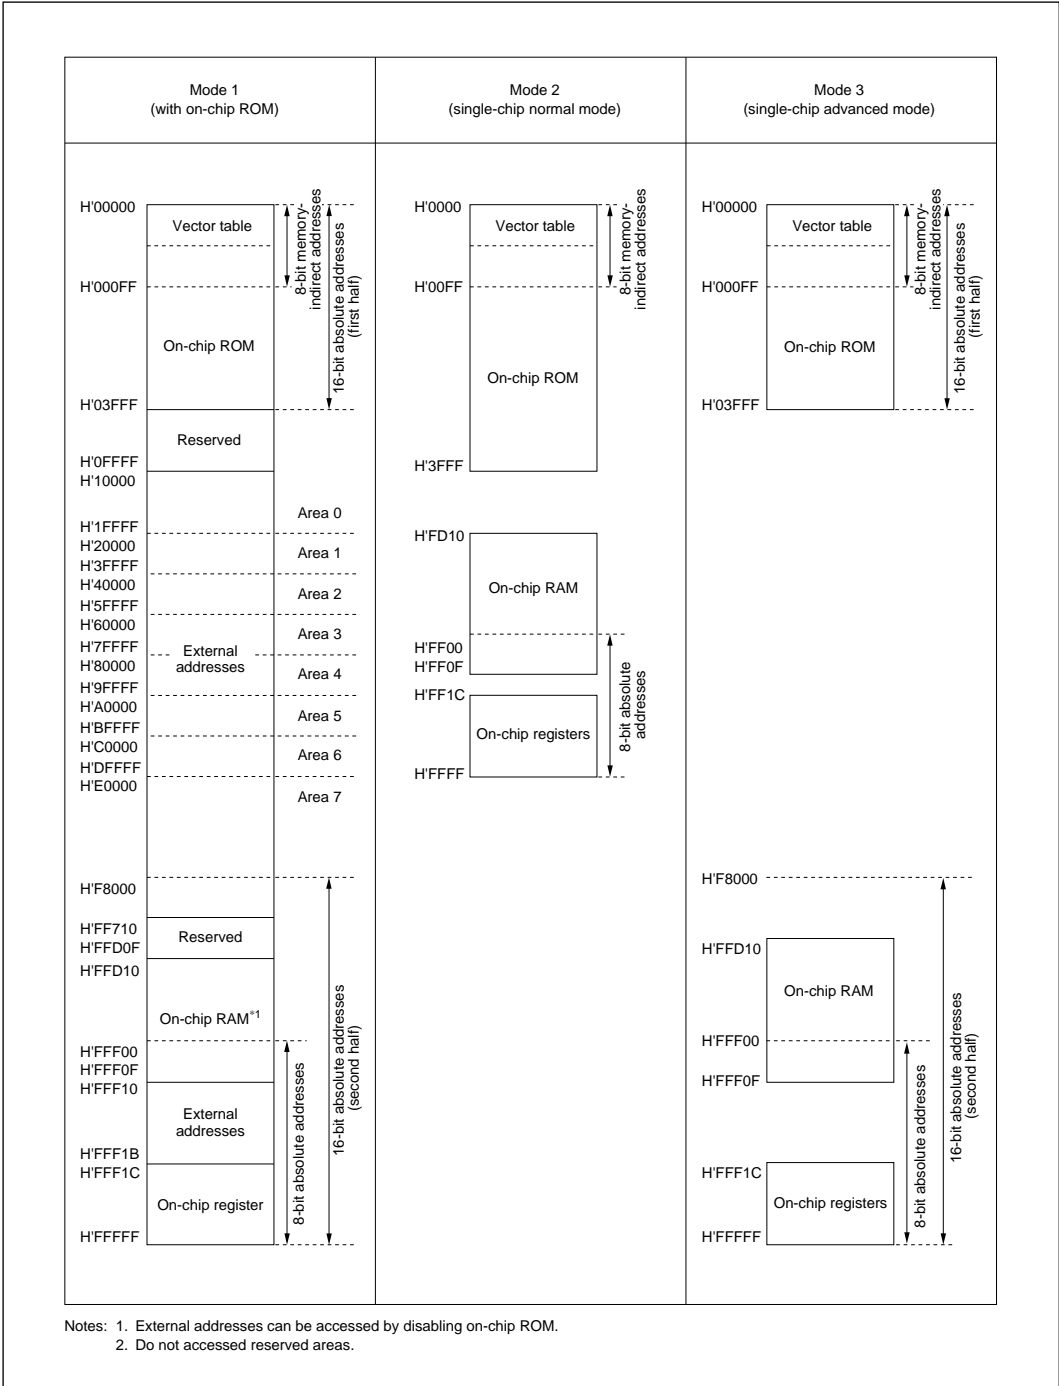 Mode 1
(with on-chip ROM)
Mode 2
(single-chip normal mode)
Mode 3
(single-chip advanced mode)
H'00000
Vector table
H'000FF
On-chip ROM
H'03FFF
Reserved
H'0FFFF
H'10000
Area 0
H'1FFFF
H'20000
Area 1
H'3FFFF
H'40000
Area 2
H'5FFFF
H'60000
Area 3
H'7FFFF
External
addresses
H'80000
Area 4
H'9FFFF
H'A0000
Area 5
H'BFFFF
H'C0000
Area 6
H'DFFFF
H'E0000
Area 7
H'F8000
H'FF710
Reserved
H'FFD0F
H'FFD10
On-chip RAM*1
H'FFF00
H'FFF0F
H'FFF10
External
addresses
H'FFF1B
H'FFF1C
On-chip register
H'FFFFF
8-bit memory-
indirect addresses
16-bit absolute addresses
(first half)
8-bit absolute addresses
16-bit absolute addresses
(second half)
H'0000
Vector table
H'00FF
On-chip ROM
H'3FFF
H'FD10
On-chip RAM
H'FF00
H'FF0F
H'FF1C
On-chip registers
H'FFFF
8-bit memory-
indirect addresses
8-bit absolute
addresses
H'00000
Vector table
H'000FF
On-chip ROM
H'03FFF
H'F8000
H'FFD10
On-chip RAM
H'FFF00
H'FFF0F
H'FFF1C
On-chip registers
H'FFFFF
8-bit memory-
indirect addresses
16-bit absolute addresses
(first half)
8-bit absolute addresses
16-bit absolute addresses
(second half)
Notes: 1. External addresses can be accessed by disabling on-chip ROM.
2. Do not accessed reserved areas.